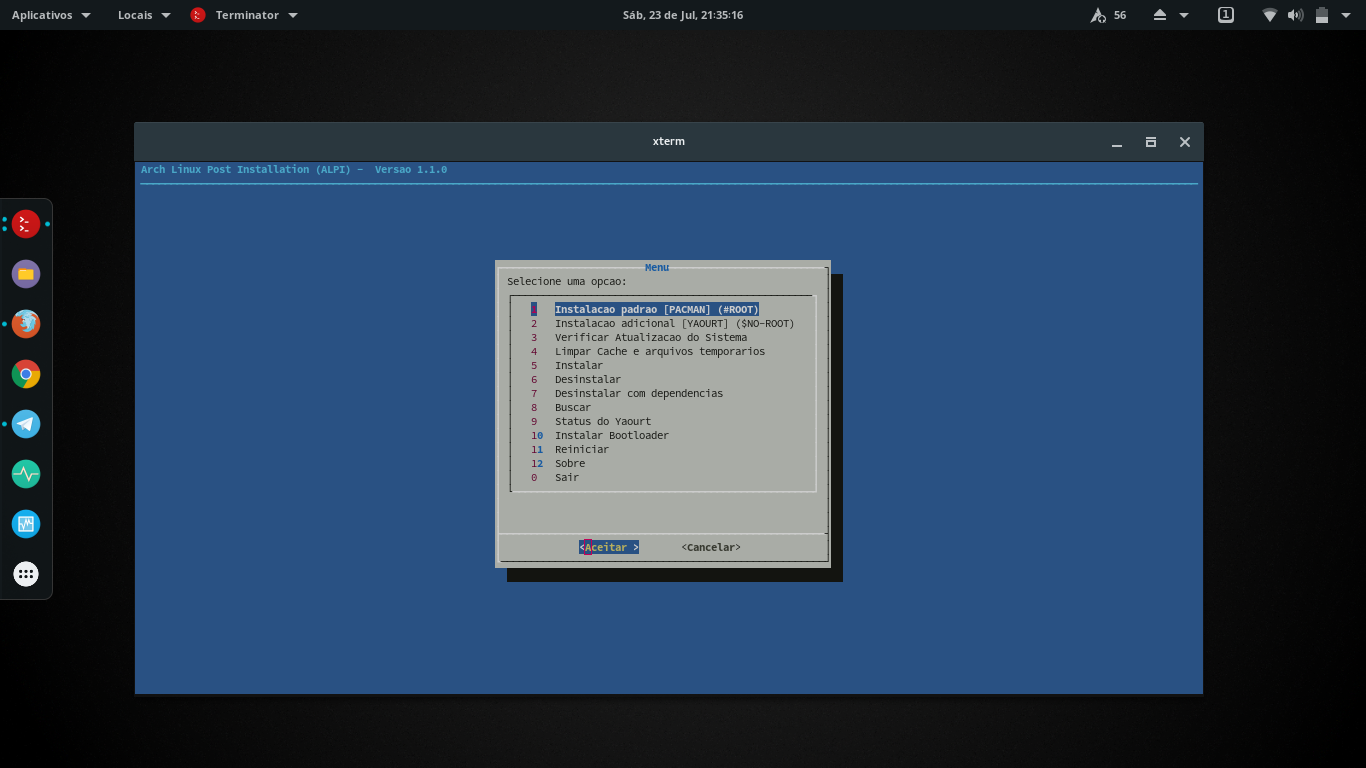 Aplicativos Locais Terminator Sáb, 23 de Jul, 21:35:16 56 1
xterm
Arch Linux Post Installation (ALPI) - Versao 1.1.0
Menu
Selecione uma opcao:
1 Instalacao padrao [PACMAN] (#ROOT)
2 Instalacao adicional [YAOURT] ($NO-ROOT)
3 Verificar Atualizacao do Sistema
4 Limpar Cache e arquivos temporarios
5 Instalar
6 Desinstalar
7 Desinstalar com dependencias
8 Buscar
9 Status do Yaourt
10 Instalar Bootloader
11 Reiniciar
12 Sobre
0 Sair
<Aceitar > <Cancelar>